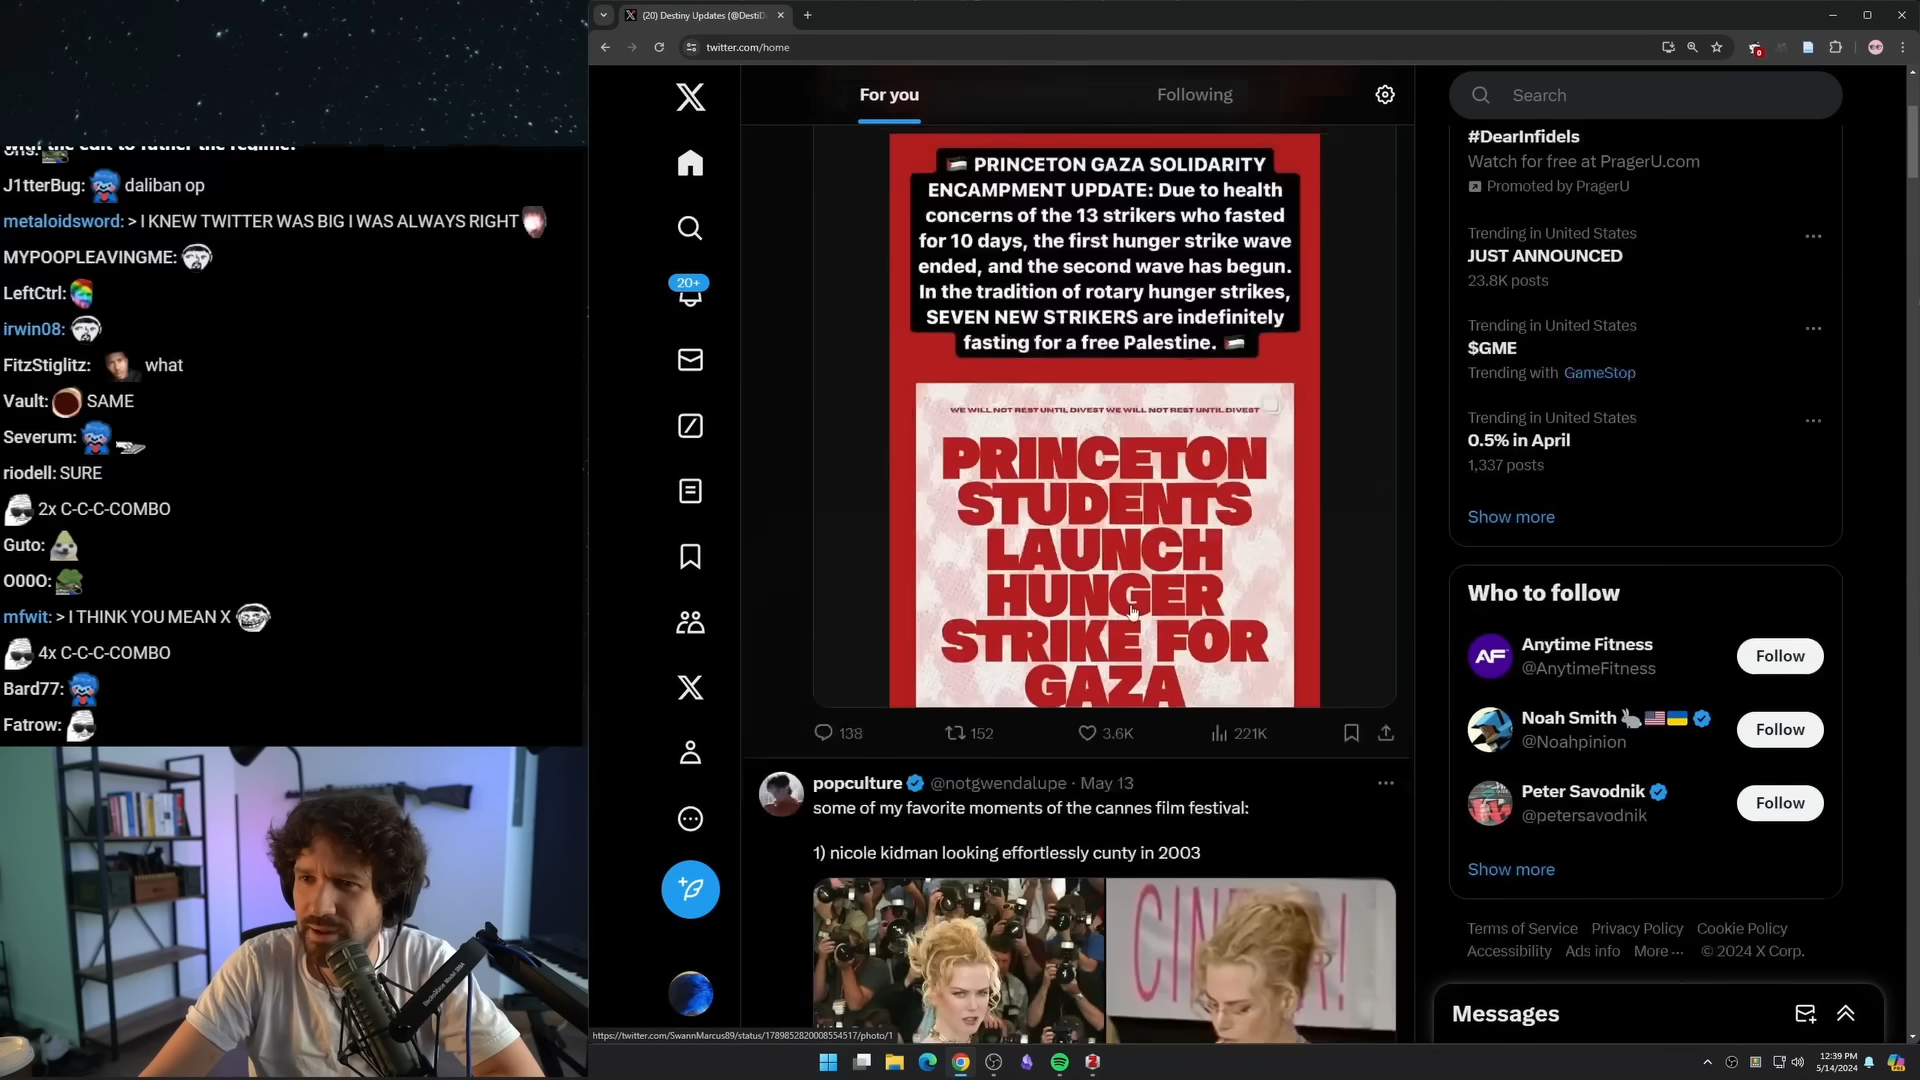 (20) Destiny Updates (@DestiD
twitter.com/home
with the edit to father the regime.
J1tterBug: daliban op
metaloidsword: > I KNEW TWITTER WAS BIG I WAS ALWAYS RIGHT
MYPOOPLEAVINGME:
LeftCtrl:
irwin08:
FitzStiglitz: what
Vault: SAME
Severum:
riodell: SURE
2x C-C-C-COMBO
Guto:
O00O:
mfwit: > I THINK YOU MEAN X
4x C-C-C-COMBO
Bard77:
Fatrow:
20+
For you
Following
PRINCETON GAZA SOLIDARITY
ENCAMPMENT UPDATE: Due to health
concerns of the 13 strikers who fasted
for 10 days, the first hunger strike wave
ended, and the second wave has begun.
In the tradition of rotary hunger strikes,
SEVEN NEW STRIKERS are indefinitely
fasting for a free Palestine.
WE WILL NOT REST UNTIL DIVEST WE WILL NOT REST UNTIL DIVEST
PRINCETON
STUDENTS
LAUNCH
HUNGER
STRIKE FOR
GAZA
138 152 3.6K 221K
popculture @notgwendalupe · May 13
some of my favorite moments of the cannes film festival:
1) nicole kidman looking effortlessly cunty in 2003
https://twitter.com/SwannMarcus89/status/1789852820008554517/photo/1
Search
#DearInfidels
Watch for free at PragerU.com
Promoted by PragerU
Trending in United States
JUST ANNOUNCED
23.8K posts
Trending in United States
$GME
Trending with GameStop
Trending in United States
0.5% in April
1,337 posts
Show more
Who to follow
AF
Anytime Fitness
@AnytimeFitness
Follow
Noah Smith
@Noahpinion
Follow
Peter Savodnik
@petersavodnik
Follow
Show more
Terms of Service Privacy Policy Cookie Policy
Accessibility Ads info More ··· © 2024 X Corp.
Messages
12:39 PM
5/14/2024